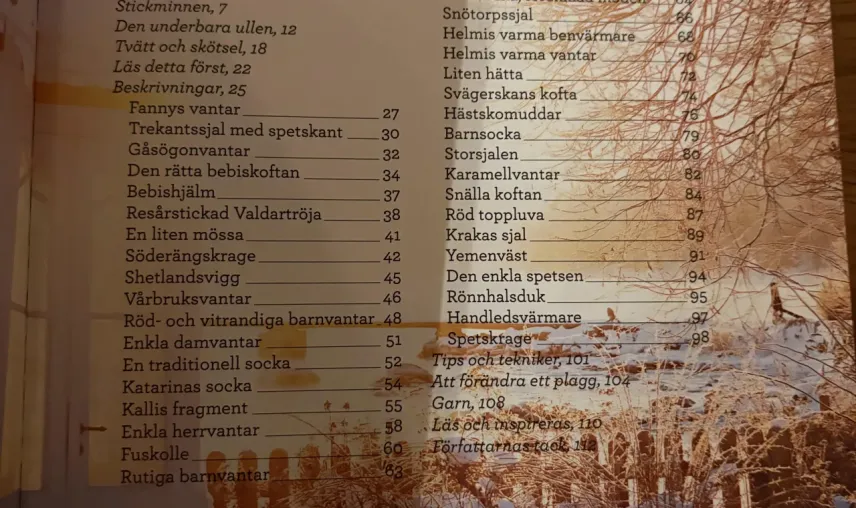 Stickminnen, 7
Den underbara ullen, 12
Tvätt och skötsel, 18
Läs detta först, 22
Beskrivningar, 25
Fannys vantar 27
Trekantssjal med spetskant 30
Gåsögonvantar 32
Den rätta bebiskoftan 34
Bebishjälm 37
Resårstickad Valdartröja 38
En liten mössa 41
Söderängskrage 42
Shetlandsvigg 45
Vårbruksvantar 46
Röd- och vitrandiga barnvantar 48
Enkla damvantar 51
En traditionell socka 52
Katarinas socka 54
Kallis fragment 55
Enkla herrvantar 58
Fuskolle 60
Rutiga barnvantar 63
64
Snötorpssjal 66
Helmis varma benvärmare 68
Helmis varma vantar 70
Liten hätta 72
Svägerskans kofta 74
Hästskomuddar 76
Barnsocka 79
Storsjalen 80
Karamellvantar 82
Snälla koftan 84
Röd toppluva 87
Krakas sjal 89
Yemenväst 91
Den enkla spetsen 94
Rönnhalsduk 95
Handledsvärmare 97
Spetskrage 98
Tips och tekniker, 101
Att förändra ett plagg, 104
Garn, 108
Läs och inspireras, 110
Författarnas tack, 112